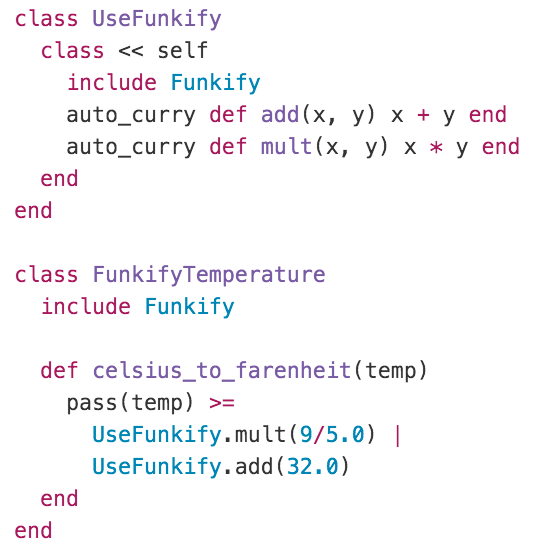 class UseFunkify
  class << self
    include Funkify
    auto_curry def add(x, y) x + y end
    auto_curry def mult(x, y) x * y end
  end
end

class FunkifyTemperature
  include Funkify

  def celsius_to_farenheit(temp)
    pass(temp) >=
      UseFunkify.mult(9/5.0) |
      UseFunkify.add(32.0)
  end
end